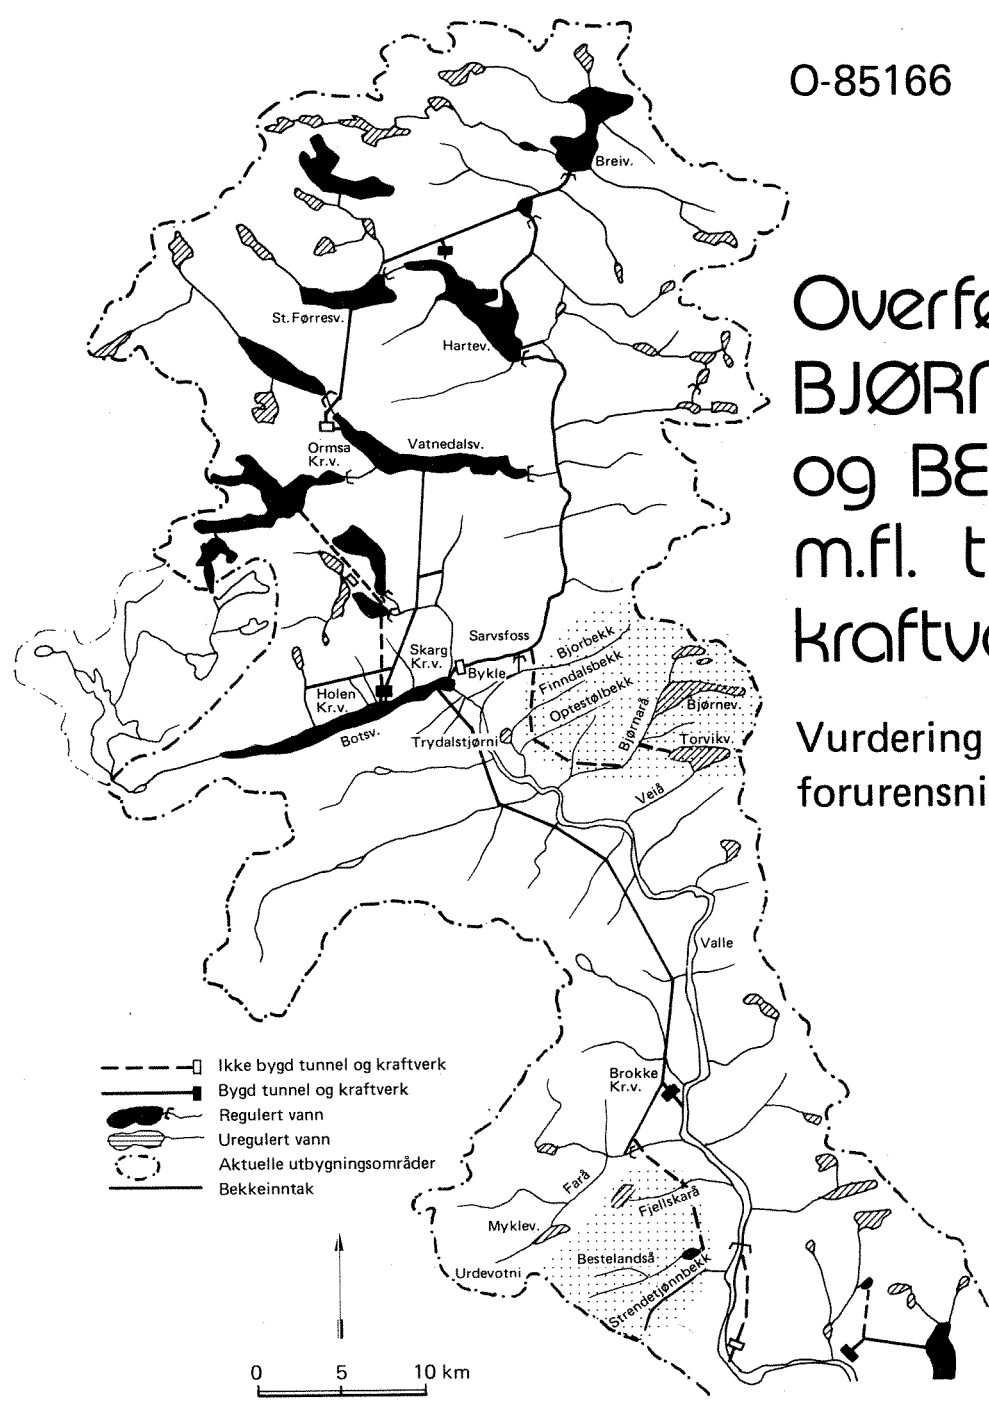 O-85166
Breiv.
Overfø
St. Førresv.
Hartev.
BJØRN
Ormsa
Kr.v.
Vatnedalsv.
og BE
m.fl. t
kraftve
Sarvsfoss
Bjorbekk
Skarg
Kr.v.
Bykle
Finndalsbekk
Holen
Kr.v.
Optestølbekk
Bjørnarå
Bjørnev.
Botsv.
Trydalstjørni
Torvikv.
Vurdering
Veiå
forurensni
Valle
Ikke bygd tunnel og kraftverk
Bygd tunnel og kraftverk
Regulert vann
Uregulert vann
Aktuelle utbygningsområder
Bekkeinntak
Brokke
Kr.v.
Farå
Fjellskarå
Myklev.
Bestelandså
Urdevotni
Strendetjønnbekk
0 5 10 km